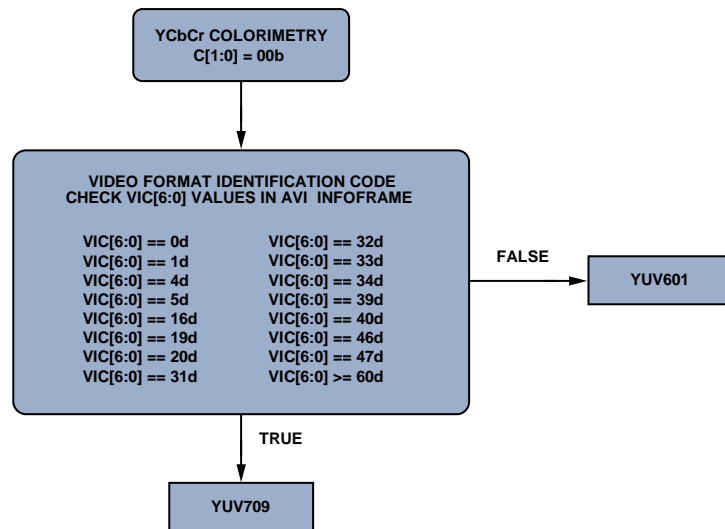 YCbCr COLORIMETRY
C[1:0] = 00b
VIDEO FORMAT IDENTIFICATION CODE
CHECK VIC[6:0] VALUES IN AVI INFOFRAME
VIC[6:0] == 0d
VIC[6:0] == 1d
VIC[6:0] == 4d
VIC[6:0] == 5d
VIC[6:0] == 16d
VIC[6:0] == 19d
VIC[6:0] == 20d
VIC[6:0] == 31d
VIC[6:0] == 32d
VIC[6:0] == 33d
VIC[6:0] == 34d
VIC[6:0] == 39d
VIC[6:0] == 40d
VIC[6:0] == 46d
VIC[6:0] == 47d
VIC[6:0] >= 60d
FALSE
YUV601
TRUE
YUV709